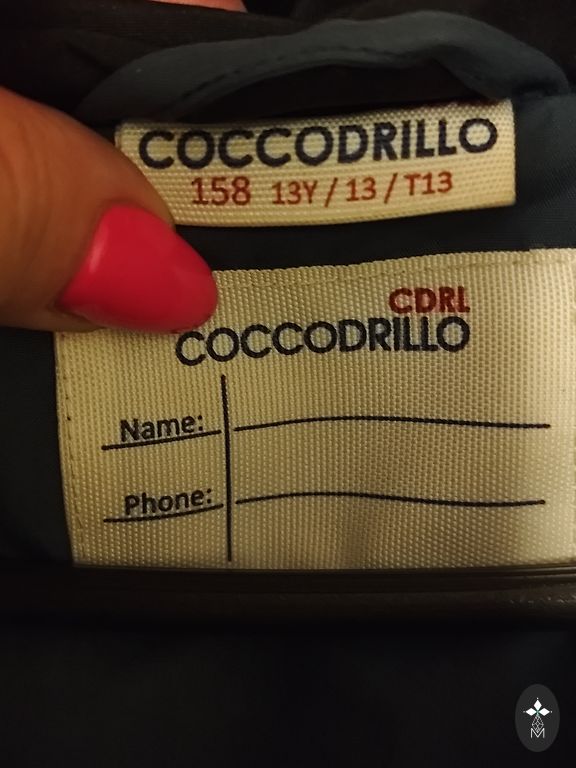 COCCODRILLO
158 13Y / 13 / T13
CDRL
COCCODRILLO
Name:
Phone:
M